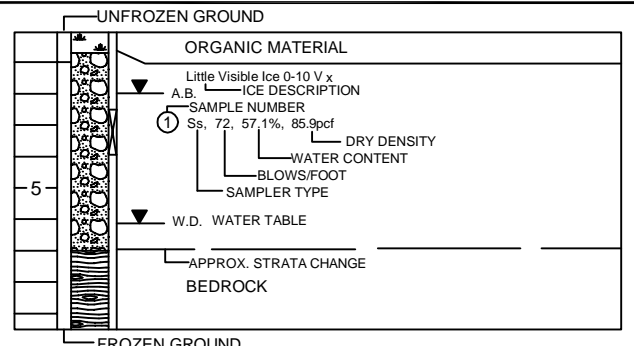 UNFROZEN GROUND
ORGANIC MATERIAL
Little Visible Ice 0-10 Vx
A.B.
ICE DESCRIPTION
SAMPLE NUMBER
1 Ss, 72, 57.1%, 85.9pcf
DRY DENSITY
WATER CONTENT
BLOWS/FOOT
5
SAMPLER TYPE
W.D. WATER TABLE
APPROX. STRATA CHANGE
BEDROCK
FROZEN GROUND